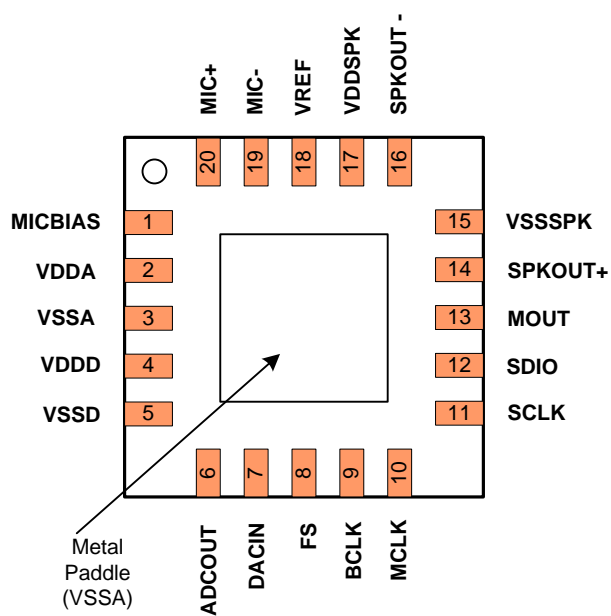 MIC+
MIC-
VREF
VDDSPK
SPKOUT -
20
19
18
17
16
MICBIAS
1
15
VSSSPK
VDDA
2
14
SPKOUT+
VSSA
3
13
MOUT
VDDD
4
12
SDIO
VSSD
5
11
SCLK
6
7
8
9
10
ADCOUT
DACIN
FS
BCLK
MCLK
Metal
Paddle
(VSSA)